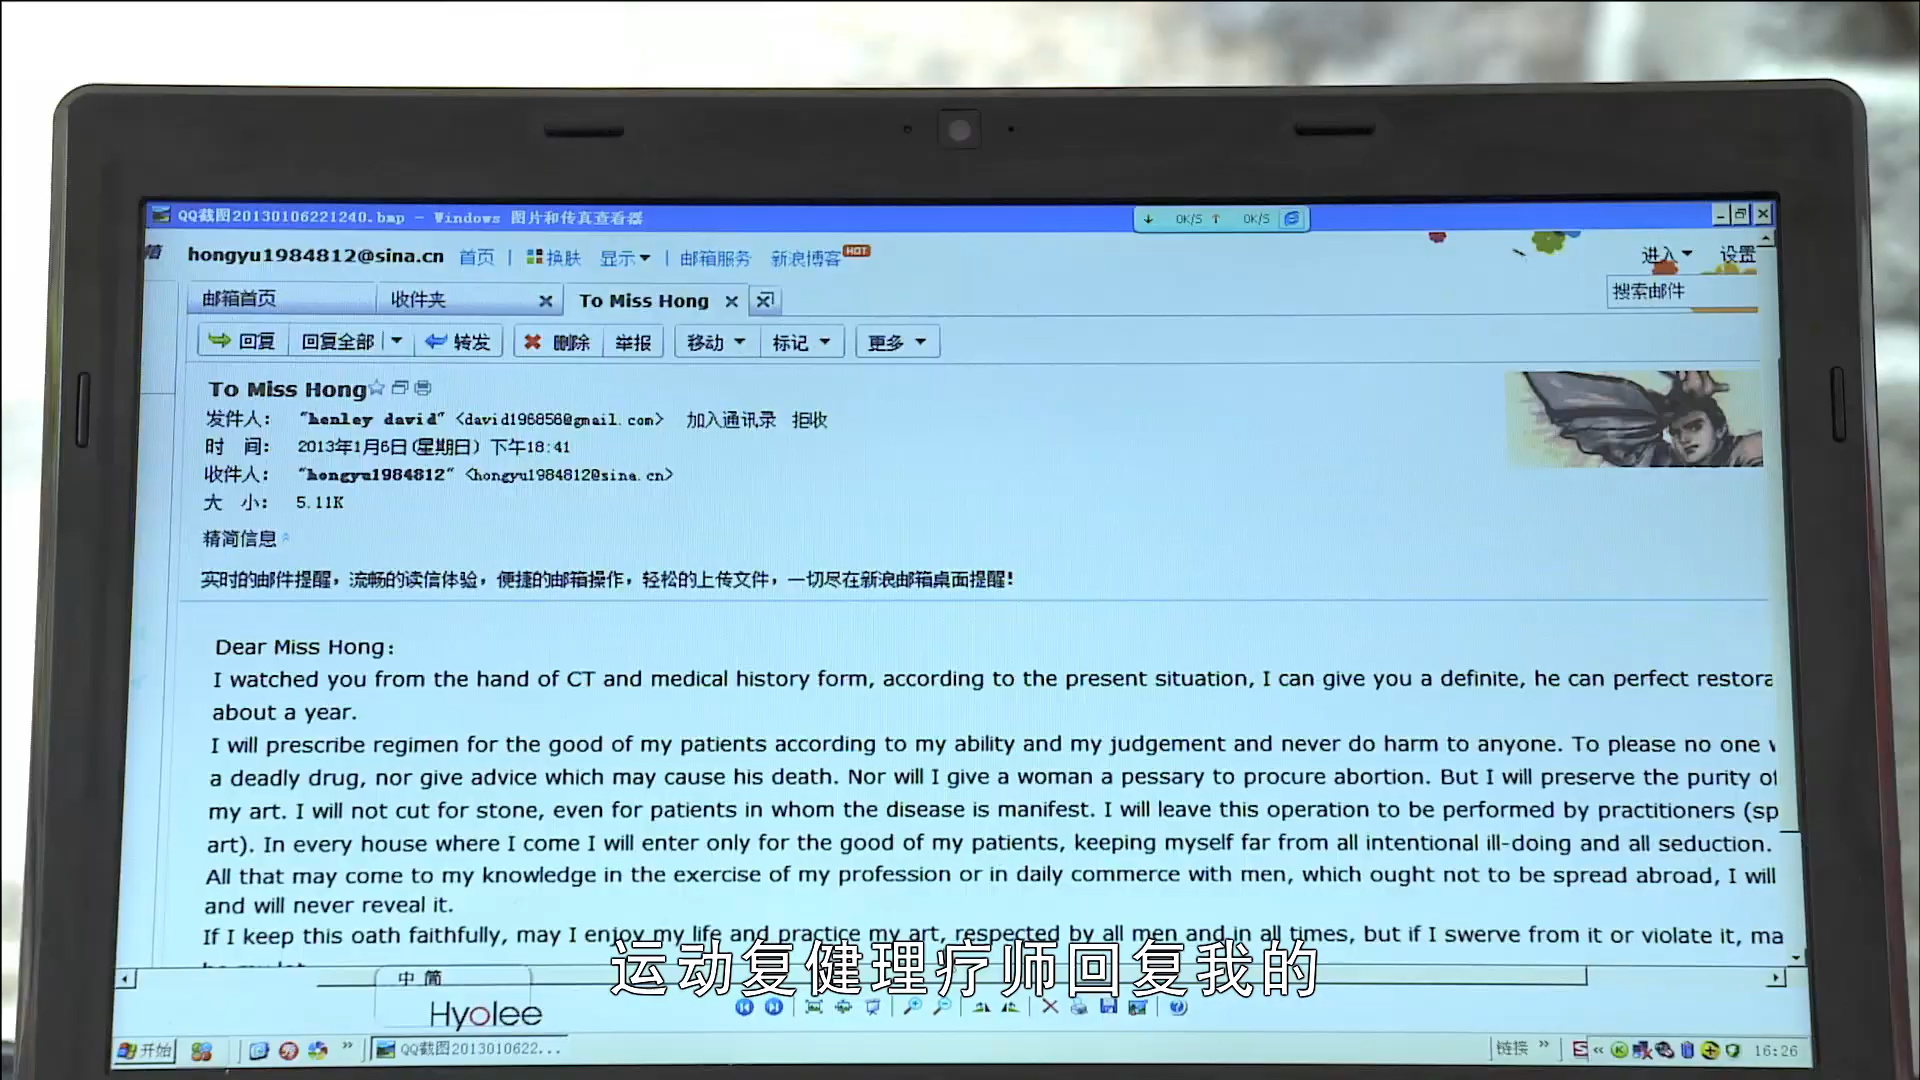 QQ截图20130106221240.bmp - Windows 图片和传真查看器
0K/S 0K/S
hongyu1984812@sina.cn 首页 | 换肤 显示 | 邮箱服务 新浪博客 HOT
进入 设置
邮箱首页 收件夹 To Miss Hong
搜索邮件
回复 回复全部 转发 删除 举报 移动 标记 更多
To Miss Hong
发件人： "henley david" <david196856@gmail.com> 加入通讯录 拒收
时 间： 2013年1月6日(星期日) 下午18:41
收件人： "hongyu1984812" <hongyu1984812@sina.cn>
大 小： 5.11K
精简信息
实时的邮件提醒，流畅的读信体验，便捷的邮箱操作，轻松的上传文件，一切尽在新浪邮箱桌面提醒！
Dear Miss Hong:
I watched you from the hand of CT and medical history form, according to the present situation, I can give you a definite, he can perfect restora
about a year.
I will prescribe regimen for the good of my patients according to my ability and my judgement and never do harm to anyone. To please no one
a deadly drug, nor give advice which may cause his death. Nor will I give a woman a pessary to procure abortion. But I will preserve the purity of
my art. I will not cut for stone, even for patients in whom the disease is manifest. I will leave this operation to be performed by practitioners (sp
art). In every house where I come I will enter only for the good of my patients, keeping myself far from all intentional ill-doing and all seduction.
All that may come to my knowledge in the exercise of my profession or in daily commerce with men, which ought not to be spread abroad, I will
and will never reveal it.
If I keep this oath faithfully, may I enjoy my life and practice my art, respected by all men and in all times, but if I swerve from it or violate it, ma
运动复健理疗师回复我的
中 简
Hyolee
开始 QQ截图2013010622... 链接 16:26